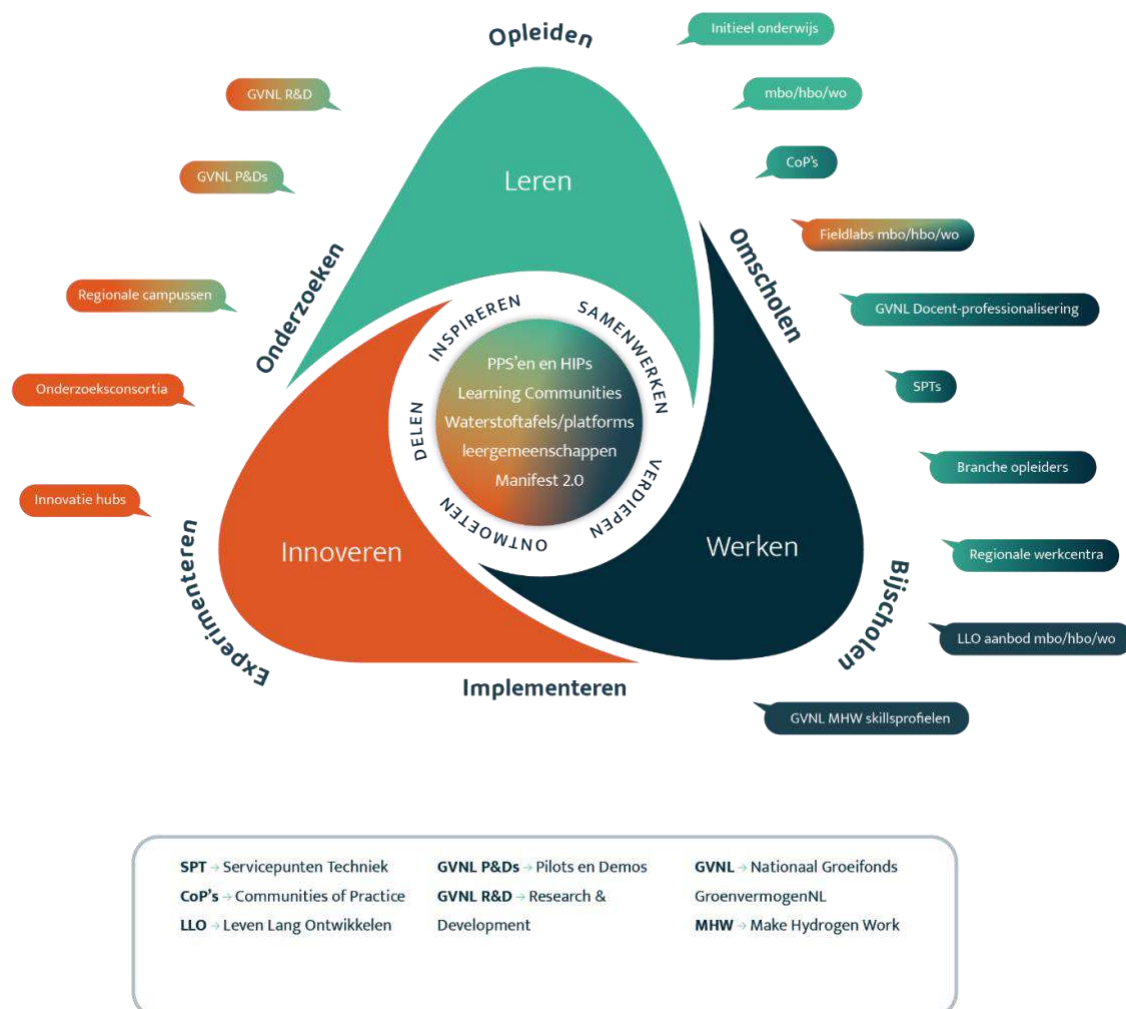 Opleiden
Initieel onderwijs
GVNL R&D
mbo/hbo/wo
CoP's
GVNL P&Ds
Leren
Fieldlabs mbo/hbo/wo
Omscholen
Onderzoeken
Regionale campussen
GVNL Docent-professionalisering
INSPIREREN
SAMENWERKEN
VERDIEPEN
ONTMOETEN
DELEN
PPS'en en HIPs
Learning Communities
Waterstoftafels/platforms
leergemeenschappen
Manifest 2.0
Onderzoeksconsortia
SPTs
Branche opleiders
Innovatie hubs
Innoveren
Werken
Regionale werkcentra
Experimenteren
Bijscholen
LLO aanbod mbo/hbo/wo
Implementeren
GVNL MHW skillsprofielen
SPT → Servicepunten Techniek
CoP's → Communities of Practice
LLO → Leven Lang Ontwikkelen
GVNL P&Ds → Pilots en Demos
GVNL R&D → Research &
Development
GVNL → Nationaal Groeifonds
GroenvermogenNL
MHW → Make Hydrogen Work